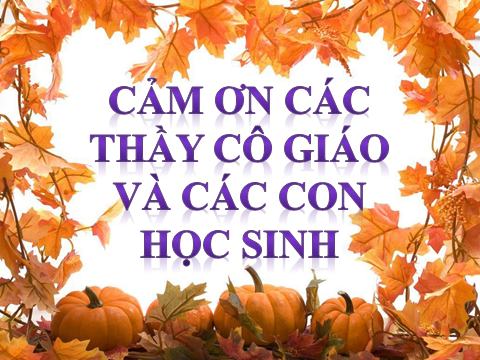 CẢM ƠN CÁC
THẦY CÔ GIÁO
VÀ CÁC CON
HỌC SINH